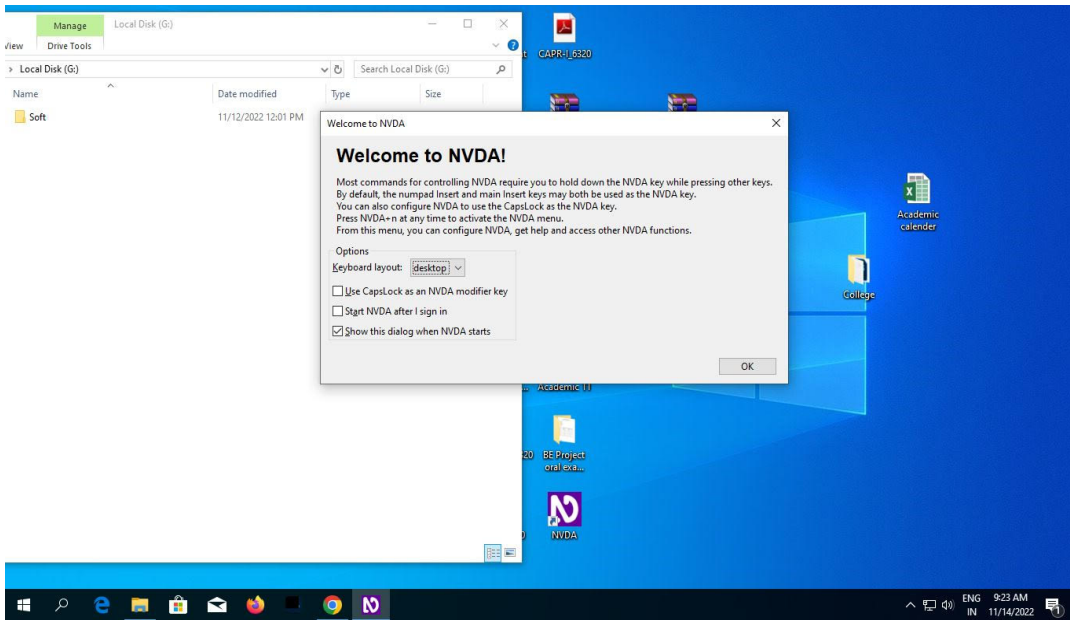 Manage
Local Disk (G:)
View
Drive Tools
> Local Disk (G:)
Search Local Disk (G:)
Name
Date modified
Type
Size
Soft
11/12/2022 12:01 PM
CAPR-I_6320
Welcome to NVDA
Welcome to NVDA!
Most commands for controlling NVDA require you to hold down the NVDA key while pressing other keys.
By default, the numpad Insert and main Insert keys may both be used as the NVDA key.
You can also configure NVDA to use the CapsLock as the NVDA key.
Press NVDA+n at any time to activate the NVDA menu.
From this menu, you can configure NVDA, get help and access other NVDA functions.
Options
Keyboard layout:
desktop
Use CapsLock as an NVDA modifier key
Start NVDA after I sign in
Show this dialog when NVDA starts
OK
Academic
calender
College
Academic TT
BE Project
oral exa...
NVDA
ENG
9:23 AM
IN
11/14/2022
1